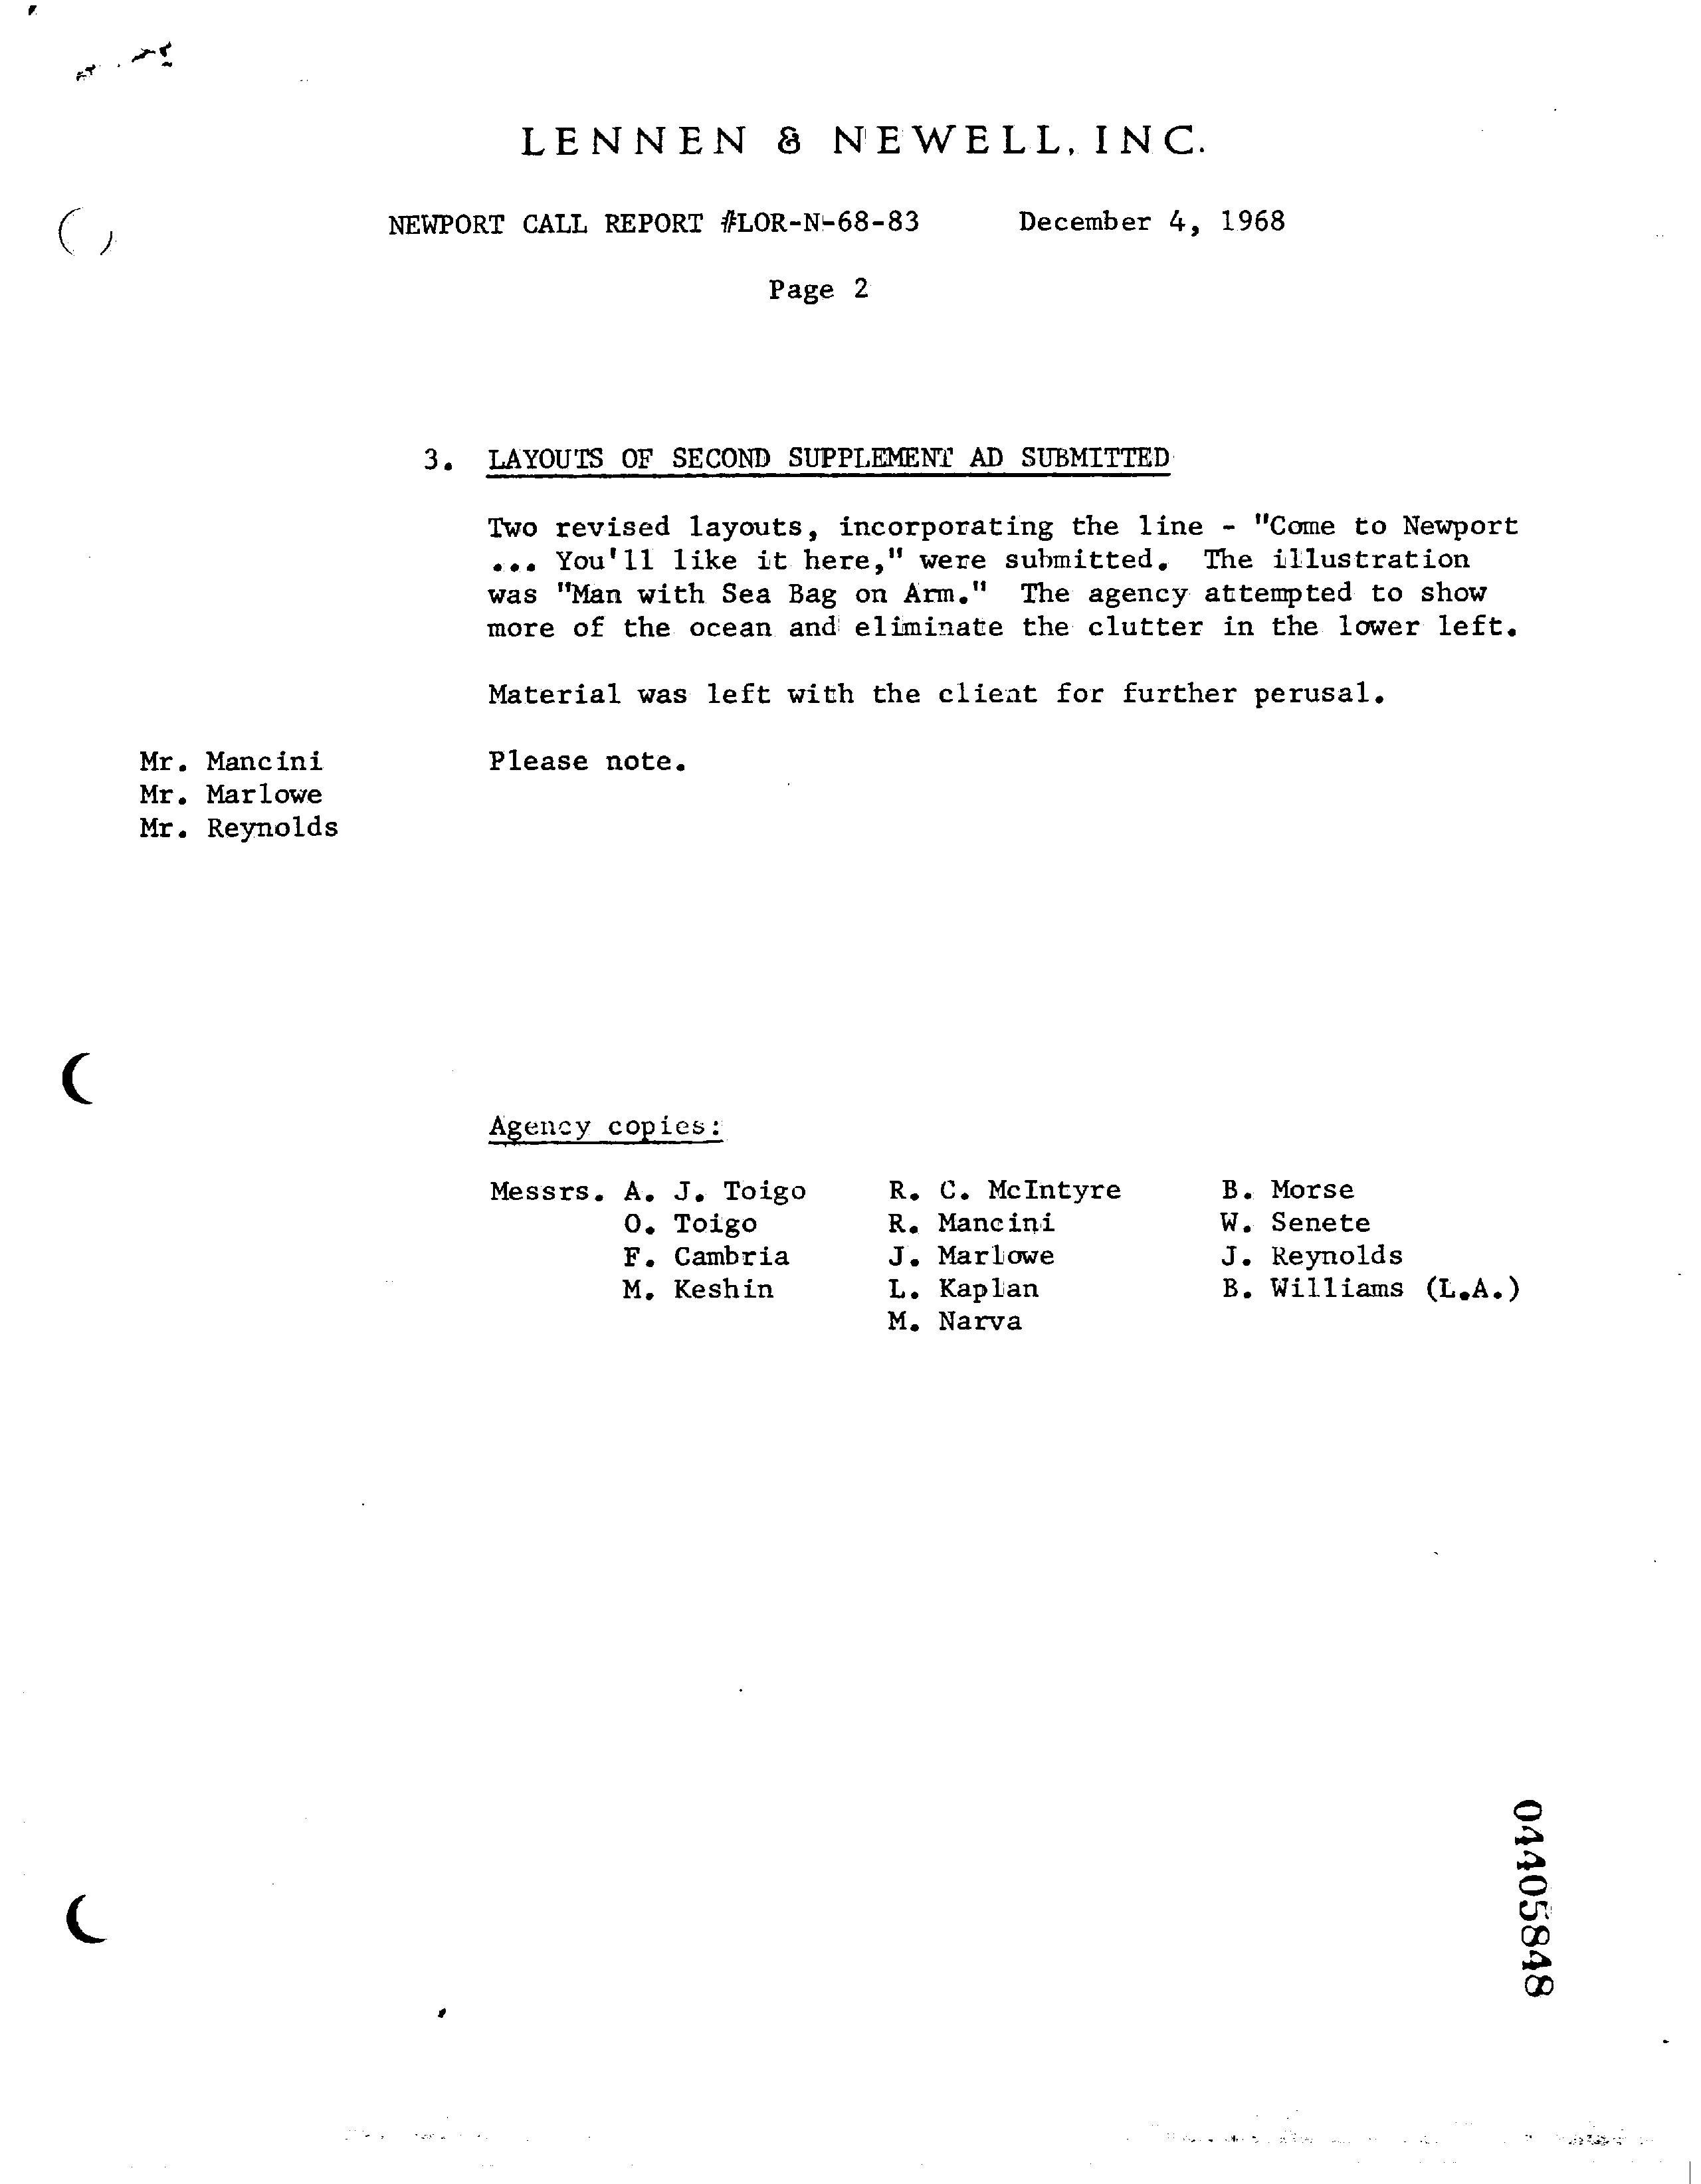 LENNEN & NEWELL, INC.
NEWPORT CALL REPORT #LOR-N-68-83 December 4, 1968
Page 2
3. LAYOUTS OF SECOND SUPPLEMENT AD SUBMITTED
Two revised layouts, incorporating the line - "Come to Newport
... You'll like it here," were submitted. The illustration
was "Man with Sea Bag on Arm." The agency attempted to show
more of the ocean and eliminate the clutter in the lower left.
Material was left with the client for further perusal.
Mr. Mancini Please note.
Mr. Marlowe
Mr. Reynolds
Agency copies:
Messrs. A. J. Toigo R. C. McIntyre B. Morse
O. Toigo R. Mancini W. Senete
F. Cambria J. Marlowe J. Reynolds
M. Keshin L. Kaplan B. Williams (L.A.)
M. Narva
04405848